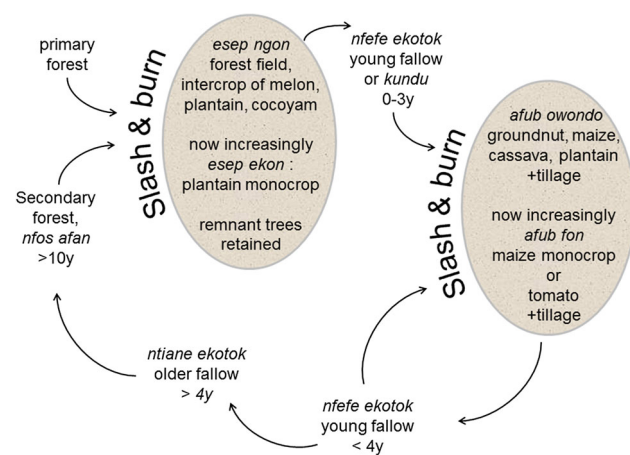 primary
forest
Slash & burn
esep ngon
forest field,
intercrop of melon,
plantain, cocoyam
now increasingly
esep ekon :
plantain monocrop
remnant trees
retained
nfefe ekotok
young fallow
or kundu
0-3y
Slash & burn
afub owondo
groundnut, maize,
cassava, plantain
+tillage
now increasingly
afub fon
maize monocrop
or
tomato
+tillage
nfefe ekotok
young fallow
< 4y
ntiane ekotok
older fallow
> 4y
Secondary
forest,
nfos afan
>10y